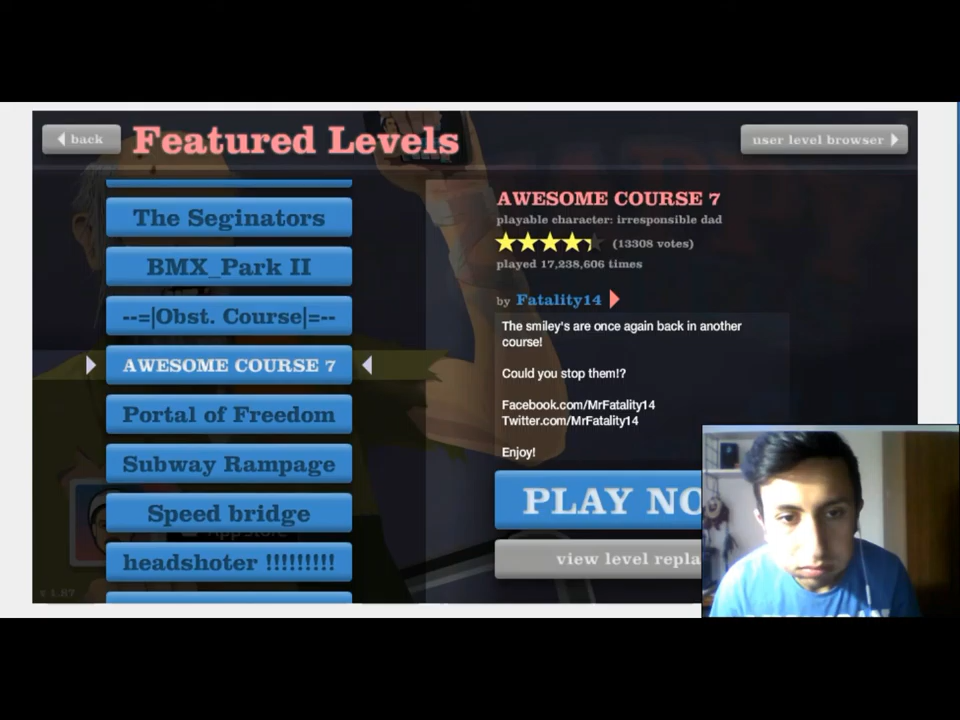 back
Featured Levels
user level browser
The Seginators
BMX_Park II
--=|Obst. Course|=--
AWESOME COURSE 7
Portal of Freedom
Subway Rampage
Speed bridge
headshoter !!!!!!!!!
v 1.87
AWESOME COURSE 7
playable character: irresponsible dad
(13308 votes)
played 17,238,606 times
by Fatality14
The smiley's are once again back in another
course!
Could you stop them!?
Facebook.com/MrFatality14
Twitter.com/MrFatality14
Enjoy!
PLAY NO
view level repla